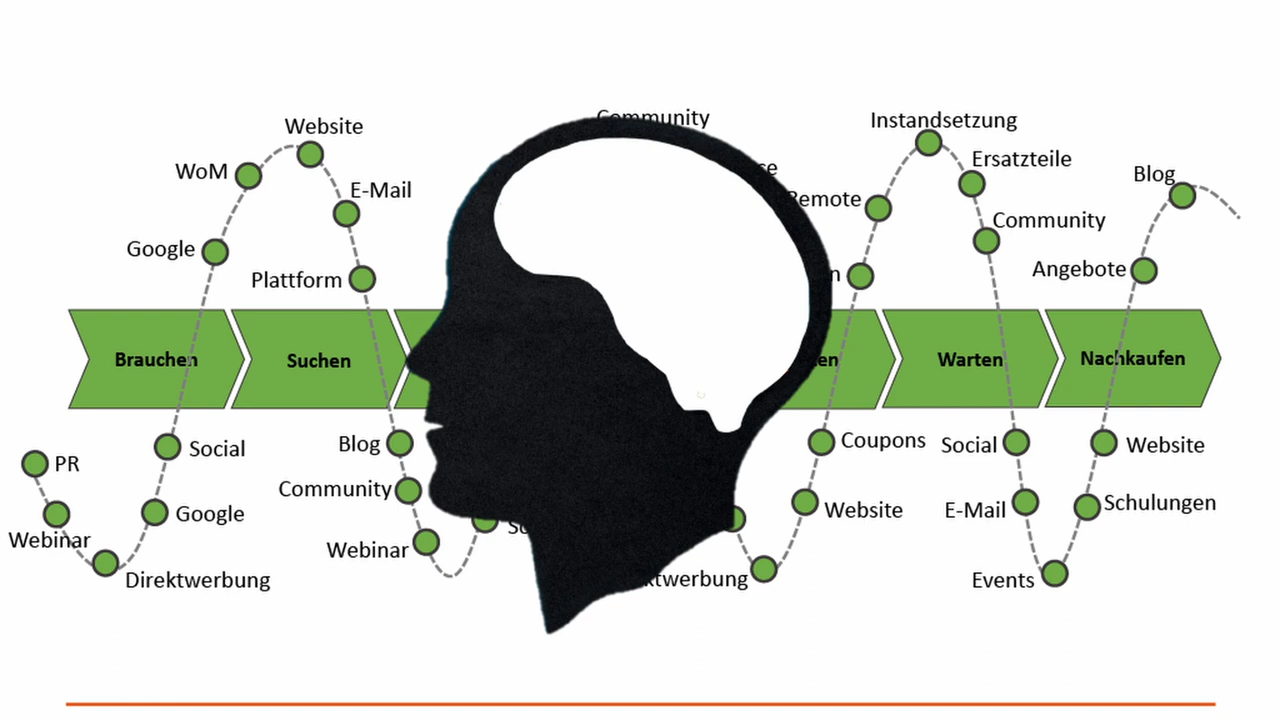 Community
Website
Instandsetzung
Ersatzteile
WoM
Blog
E-Mail
Remote
Community
Google
Angebote
Plattform
Brauchen
Suchen
Warten
Nachkaufen
Social
Blog
Coupons
Social
Website
PR
Community
Google
Website
E-Mail
Schulungen
Webinar
Webinar
Direktwerbung
Events